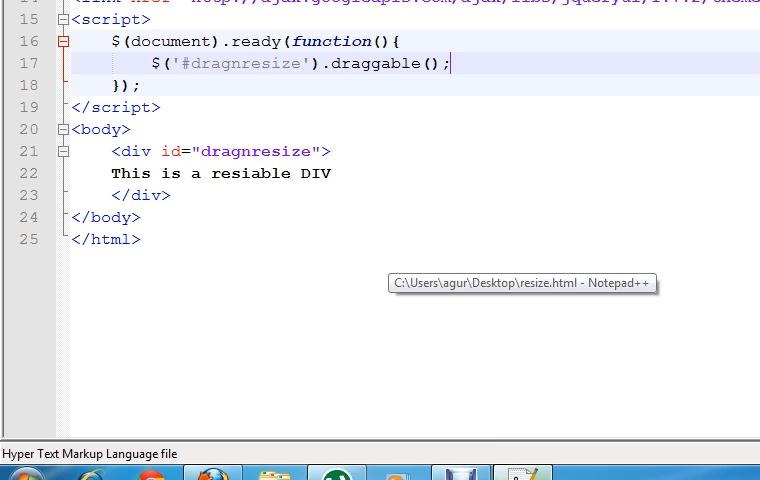 15 <script>
16 $(document).ready(function(){
17 $('#dragnresize').draggable();
18 });
19 </script>
20 <body>
21 <div id="dragnresize">
22 This is a resiable DIV
23 </div>
24 </body>
25 </html>
C:\Users\agur\Desktop\resize.html - Notepad++
Hyper Text Markup Language file